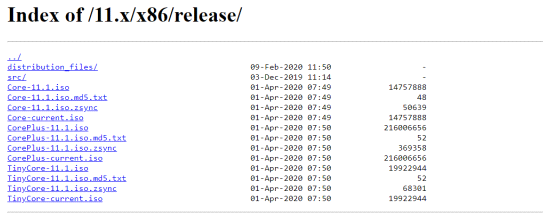 Index of /11.x/x86/release/
../
distribution_files/ 09-Feb-2020 11:50 -
src/ 03-Dec-2019 11:14 -
Core-11.1.iso 01-Apr-2020 07:49 14757888
Core-11.1.iso.md5.txt 01-Apr-2020 07:49 48
Core-11.1.iso.zsync 01-Apr-2020 07:49 50639
Core-current.iso 01-Apr-2020 07:49 14757888
CorePlus-11.1.iso 01-Apr-2020 07:50 216006656
CorePlus-11.1.iso.md5.txt 01-Apr-2020 07:50 52
CorePlus-11.1.iso.zsync 01-Apr-2020 07:50 369358
CorePlus-current.iso 01-Apr-2020 07:50 216006656
TinyCore-11.1.iso 01-Apr-2020 07:50 19922944
TinyCore-11.1.iso.md5.txt 01-Apr-2020 07:50 52
TinyCore-11.1.iso.zsync 01-Apr-2020 07:50 68301
TinyCore-current.iso 01-Apr-2020 07:50 19922944